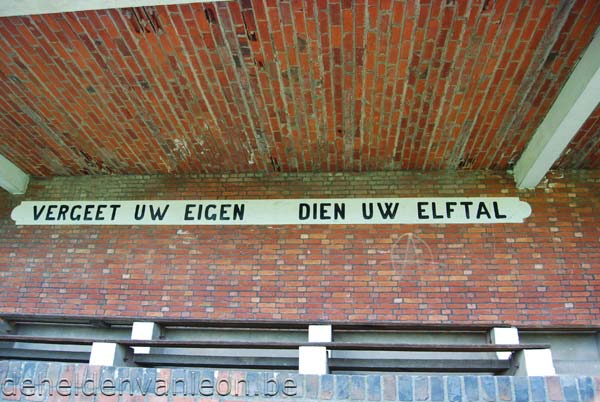 VERGEET UW EIGEN DIEN UW ELFTAL
deheldenvanleon.be